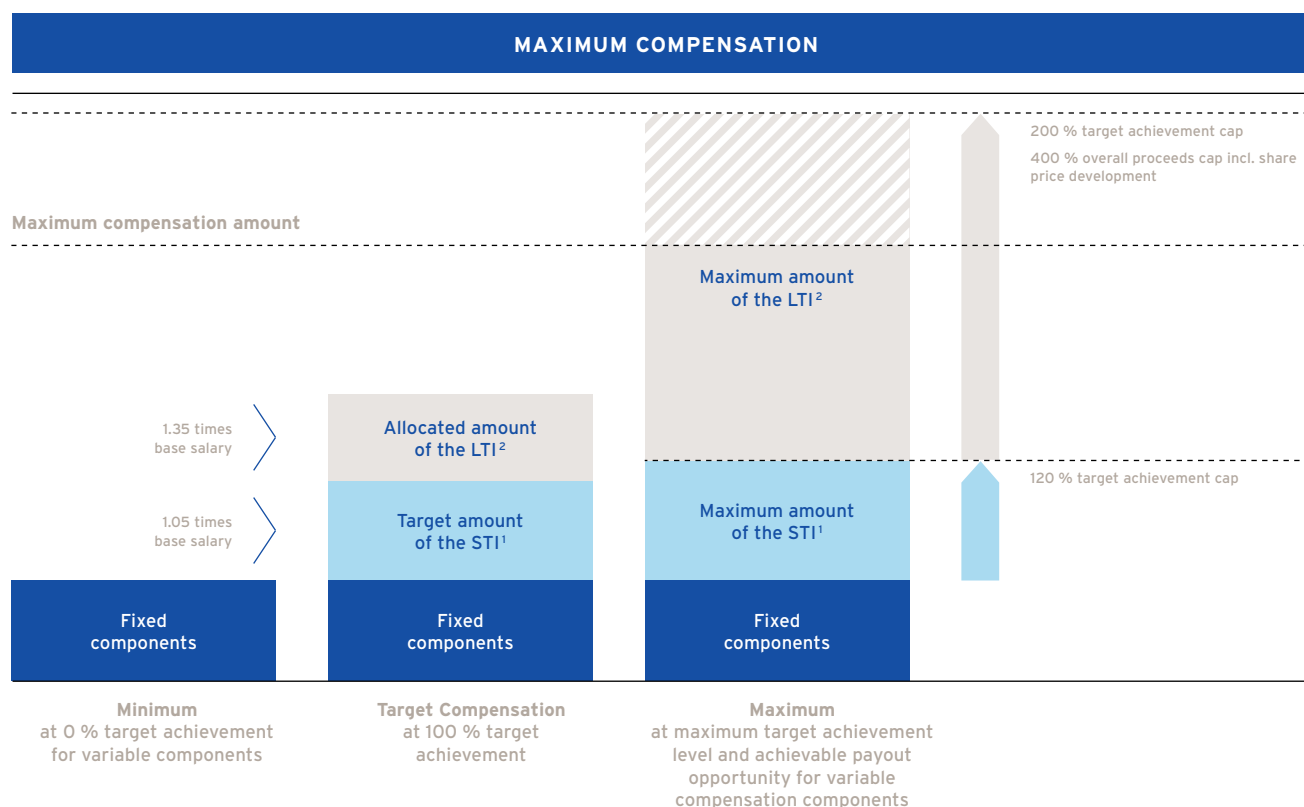 MAXIMUM COMPENSATION
200 % target achievement cap
400 % overall proceeds cap incl. share
price development
Maximum compensation amount
Maximum amount
of the LTI²
1.35 times
base salary
Allocated amount
of the LTI²
120 % target achievement cap
1.05 times
base salary
Target amount
of the STI¹
Maximum amount
of the STI¹
Fixed
components
Fixed
components
Fixed
components
Minimum
at 0 % target achievement
for variable components
Target Compensation
at 100 % target
achievement
Maximum
at maximum target achievement
level and achievable payout
opportunity for variable
compensation components